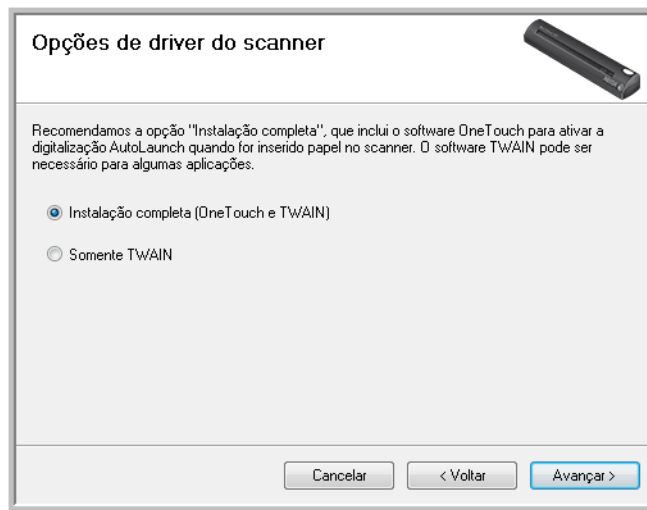 Opções de driver do scanner
Recomendamos a opção "Instalação completa", que inclui o software OneTouch para ativar a
digitalização AutoLaunch quando for inserido papel no scanner. O software TWAIN pode ser
necessário para algumas aplicações.
Instalação completa (OneTouch e TWAIN)
Somente TWAIN
Cancelar
< Voltar
Avançar >